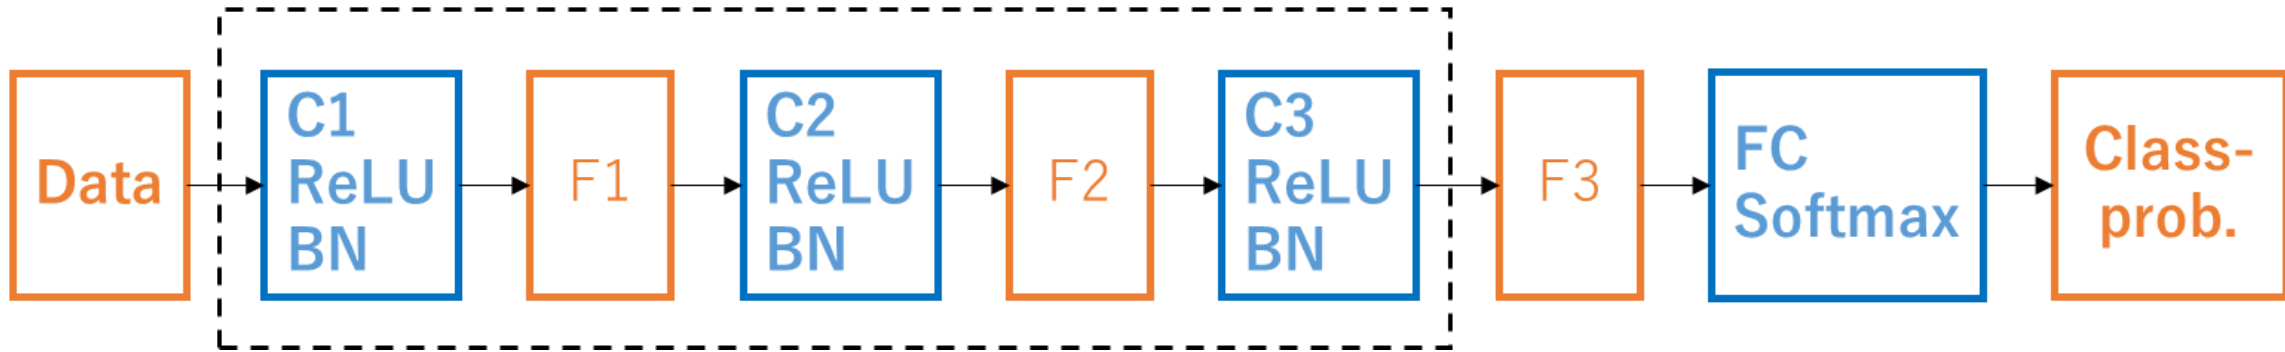 Data
C1
ReLU
BN
F1
C2
ReLU
BN
F2
C3
ReLU
BN
F3
FC
Softmax
Class-
prob.